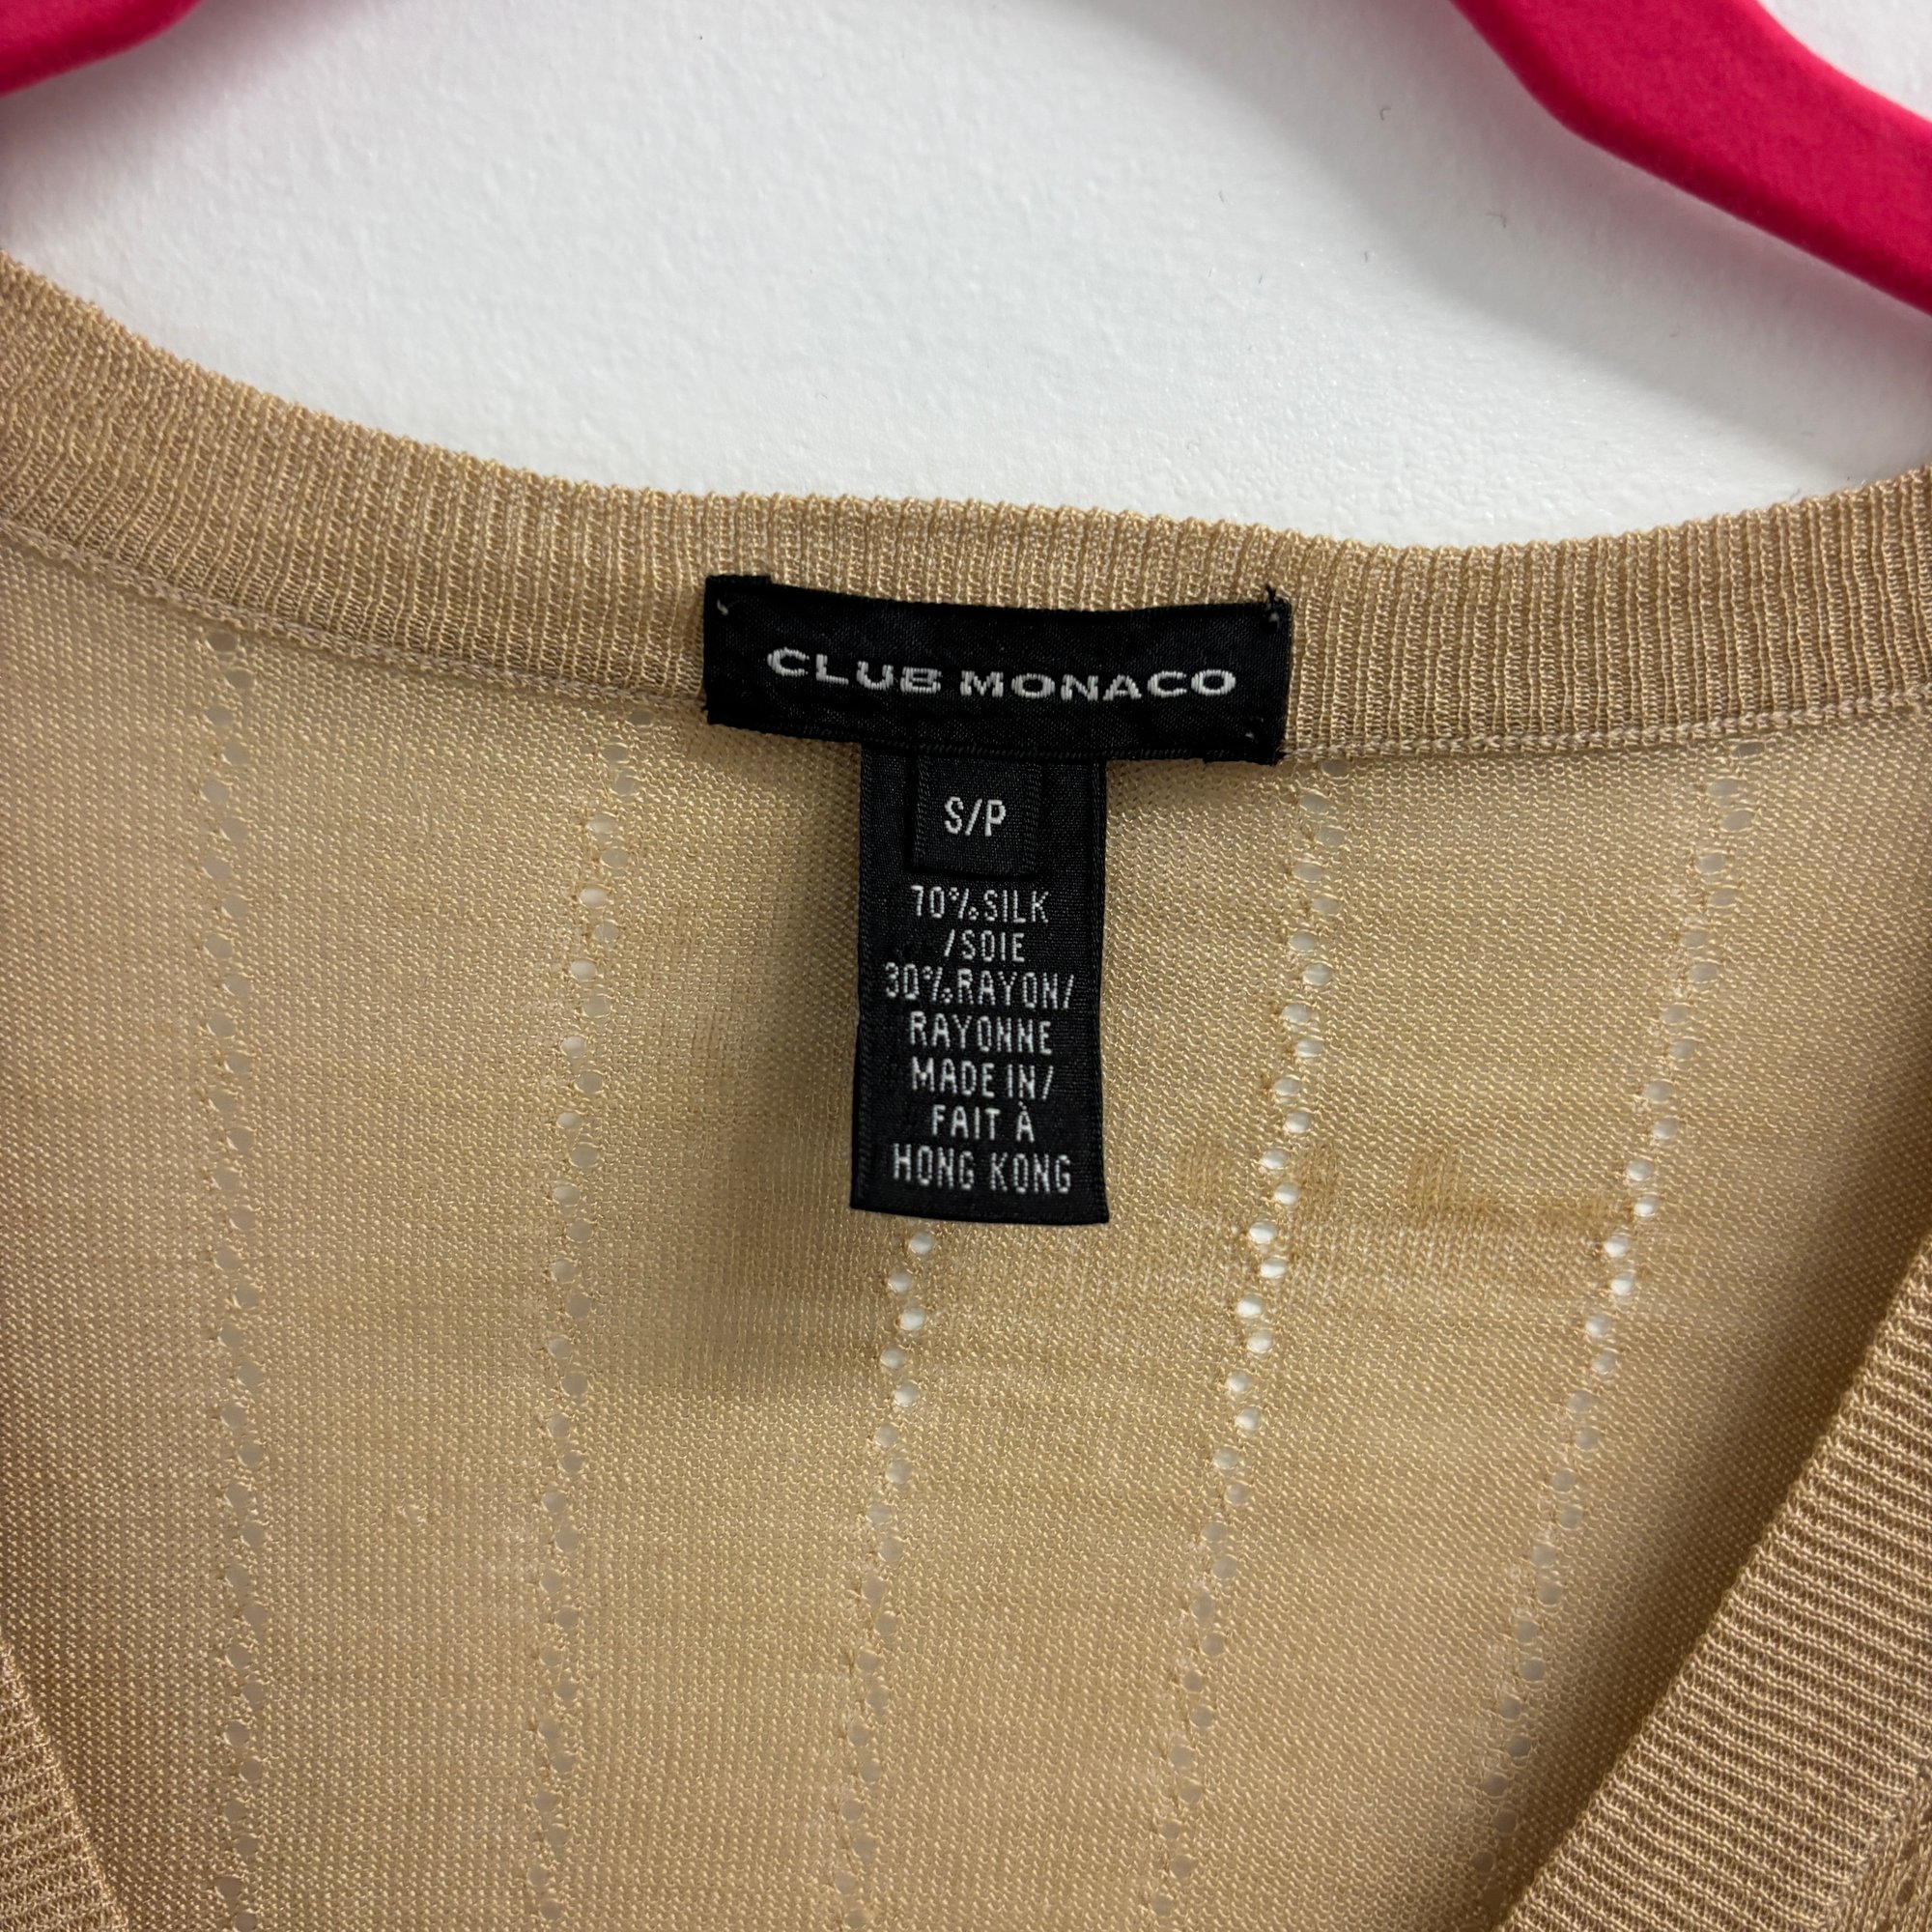 CLUB MONACO
S/P
70% SILK
/SOIE
30% RAYON/
RAYONNE
MADE IN/
FAIT À
HONG KONG